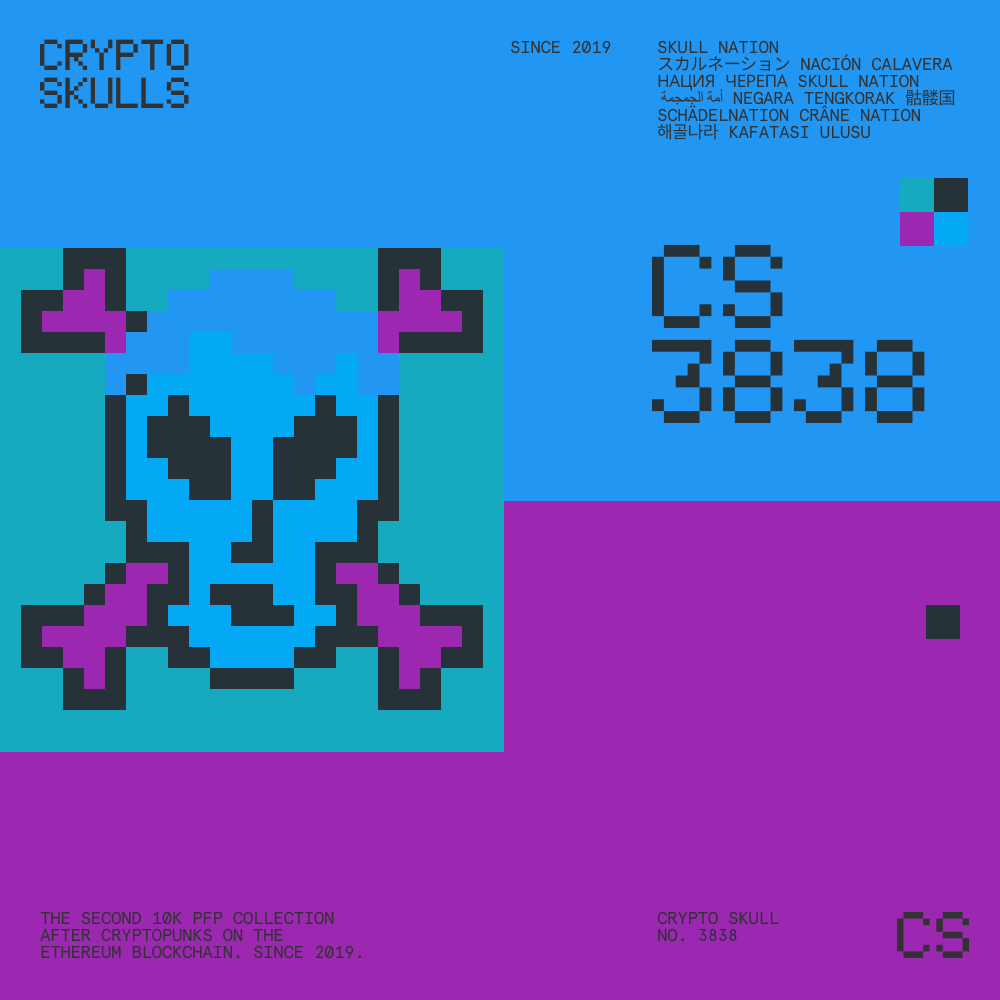 CRYPTO
SKULLS
SINCE 2019
SKULL NATION
スカルネーション NACIÓN CALAVERA
НАЦИЯ ЧЕРЕПА SKULL NATION
أمة الجمجمة NEGARA TENGKORAK 骷髅国
SCHÄDELNATION CRÂNE NATION
해골나라 KAFATASI ULUSU
CS
3838
THE SECOND 10K PFP COLLECTION
AFTER CRYPTOPUNKS ON THE
ETHEREUM BLOCKCHAIN. SINCE 2019.
CRYPTO SKULL
NO. 3838
CS